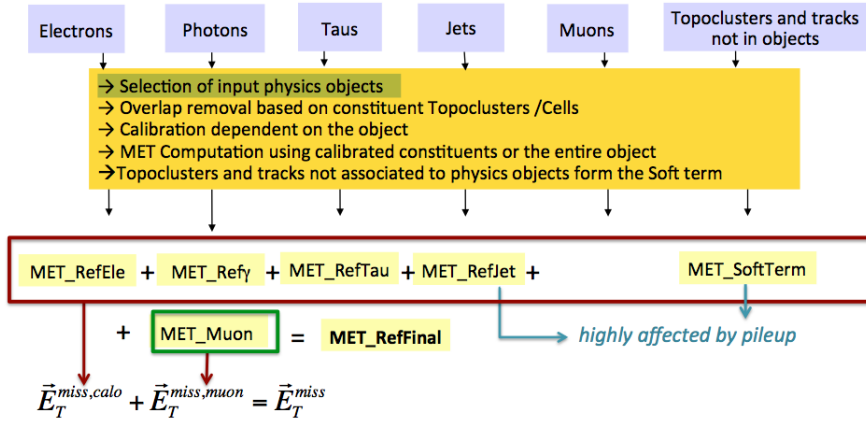 Electrons Photons Taus Jets Muons Topoclusters and tracks
not in objects
→ Selection of input physics objects
→ Overlap removal based on constituent Topoclusters /Cells
→ Calibration dependent on the object
→ MET Computation using calibrated constituents or the entire object
→Topoclusters and tracks not associated to physics objects form the Soft term
MET_RefEle + MET_Refγ + MET_RefTau + MET_RefJet + MET_SoftTerm
+ MET_Muon = MET_RefFinal highly affected by pileup
E⃗_T^{miss,calo} + E⃗_T^{miss,muon} = E⃗_T^{miss}